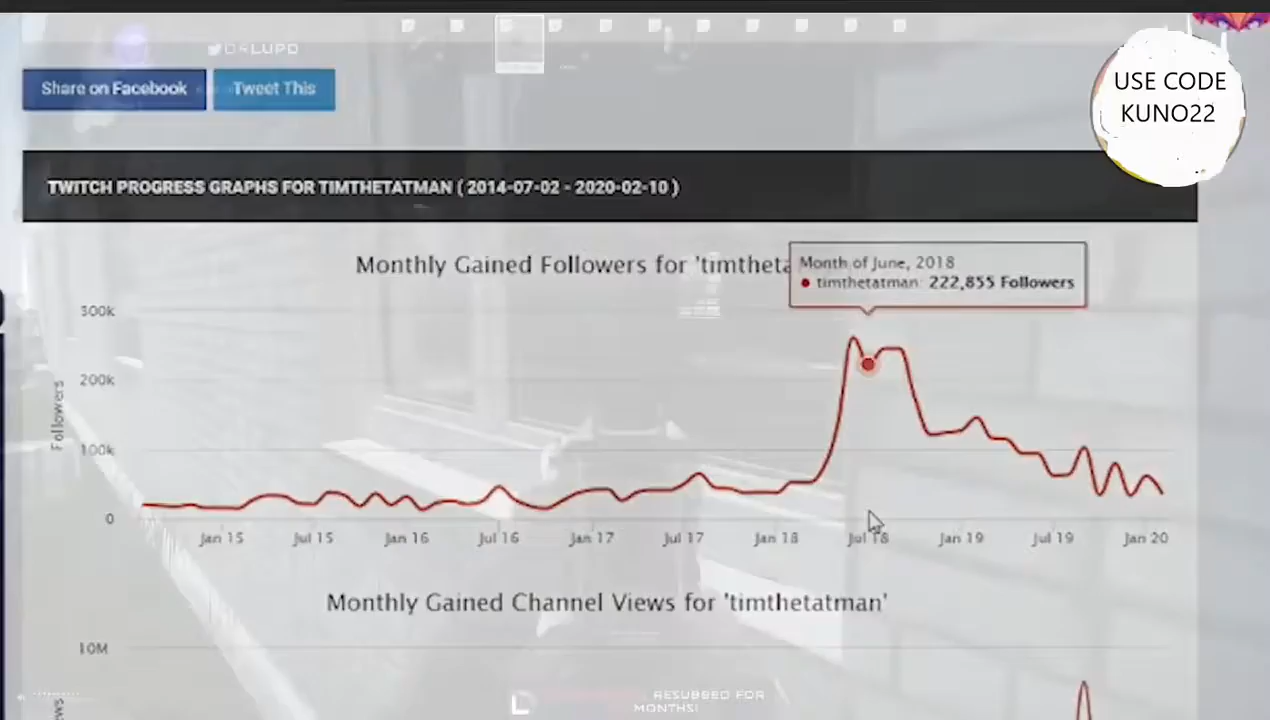 D4LUPD
Share on Facebook
Tweet This
USE CODE
KUNO22
TWITCH PROGRESS GRAPHS FOR TIMTHETATMAN ( 2014-07-02 - 2020-02-10 )
Monthly Gained Followers for 'timtheta
Month of June, 2018
timthetatman: 222,855 Followers
300k
200k
100k
0
Followers
Jan 15
Jul 15
Jan 16
Jul 16
Jan 17
Jul 17
Jan 18
Jul 18
Jan 19
Jul 19
Jan 20
Monthly Gained Channel Views for 'timthetatman'
10M
RESUBBED FOR
MONTHS!